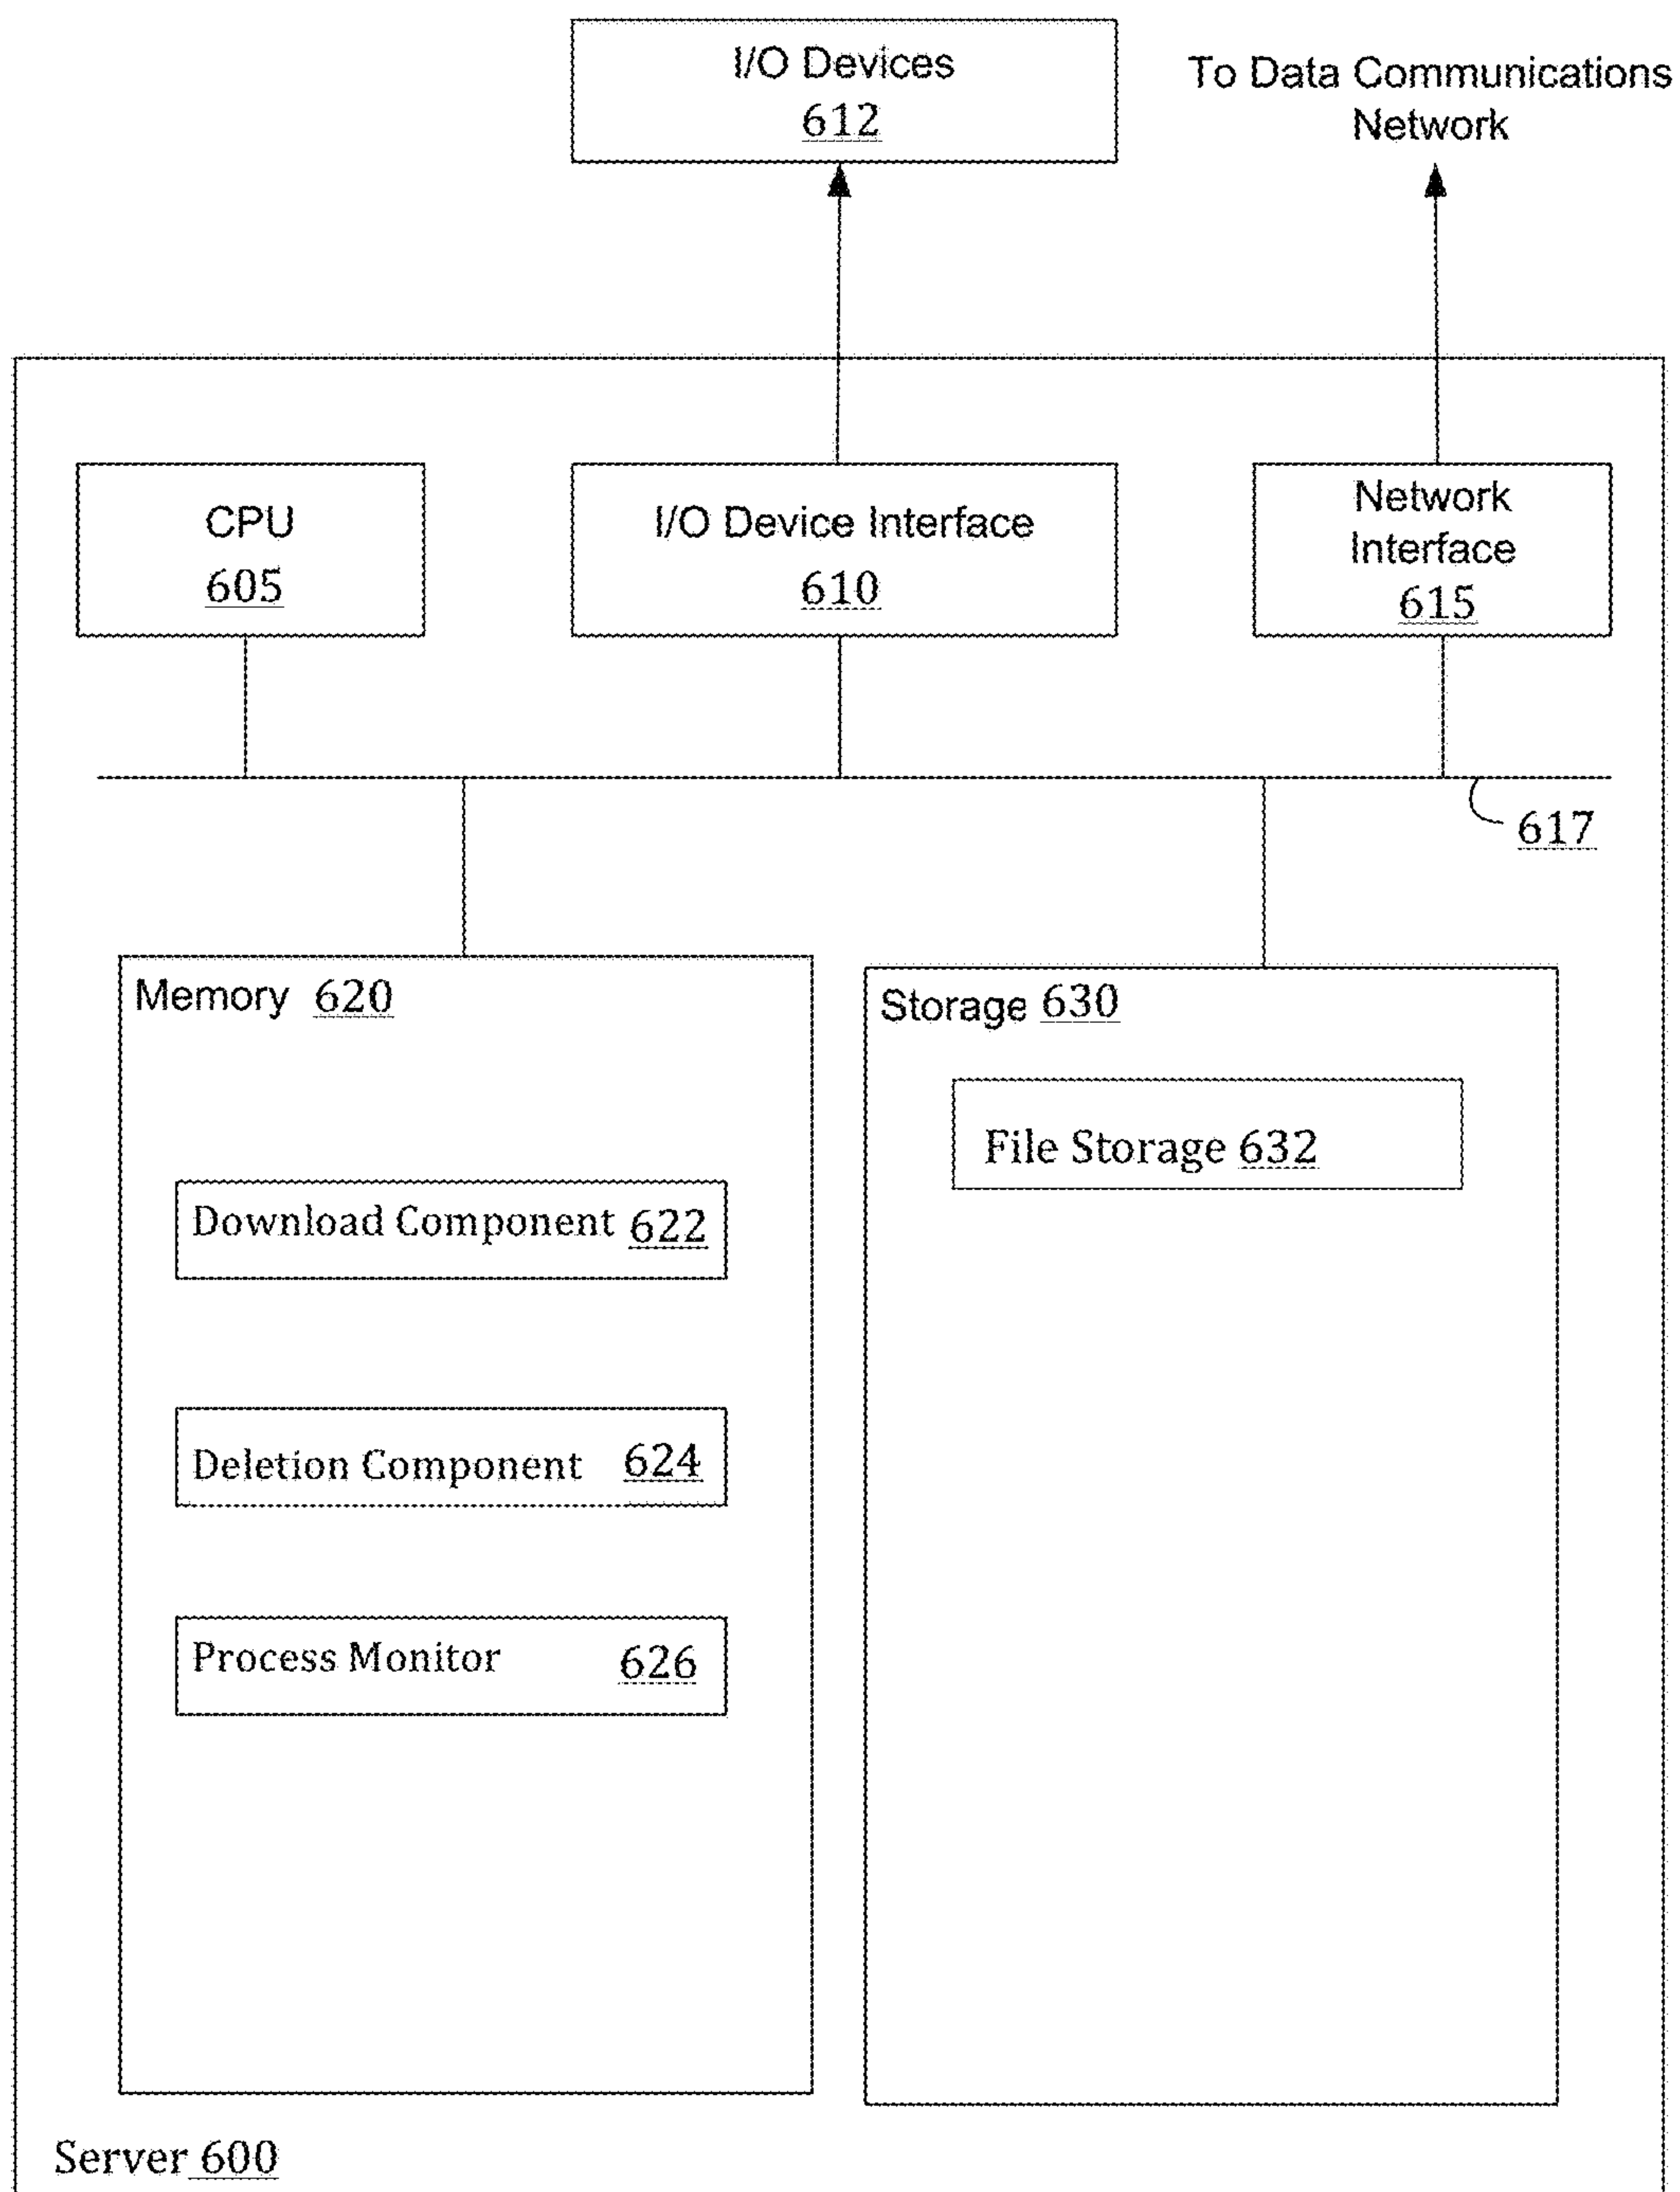 I/O Devices
612
To Data Communications
Network
CPU
605
I/O Device Interface
610
Network
Interface
615
617
Memory 620
Storage 630
File Storage 632
Download Component 622
Deletion Component 624
Process Monitor 626
Server 600